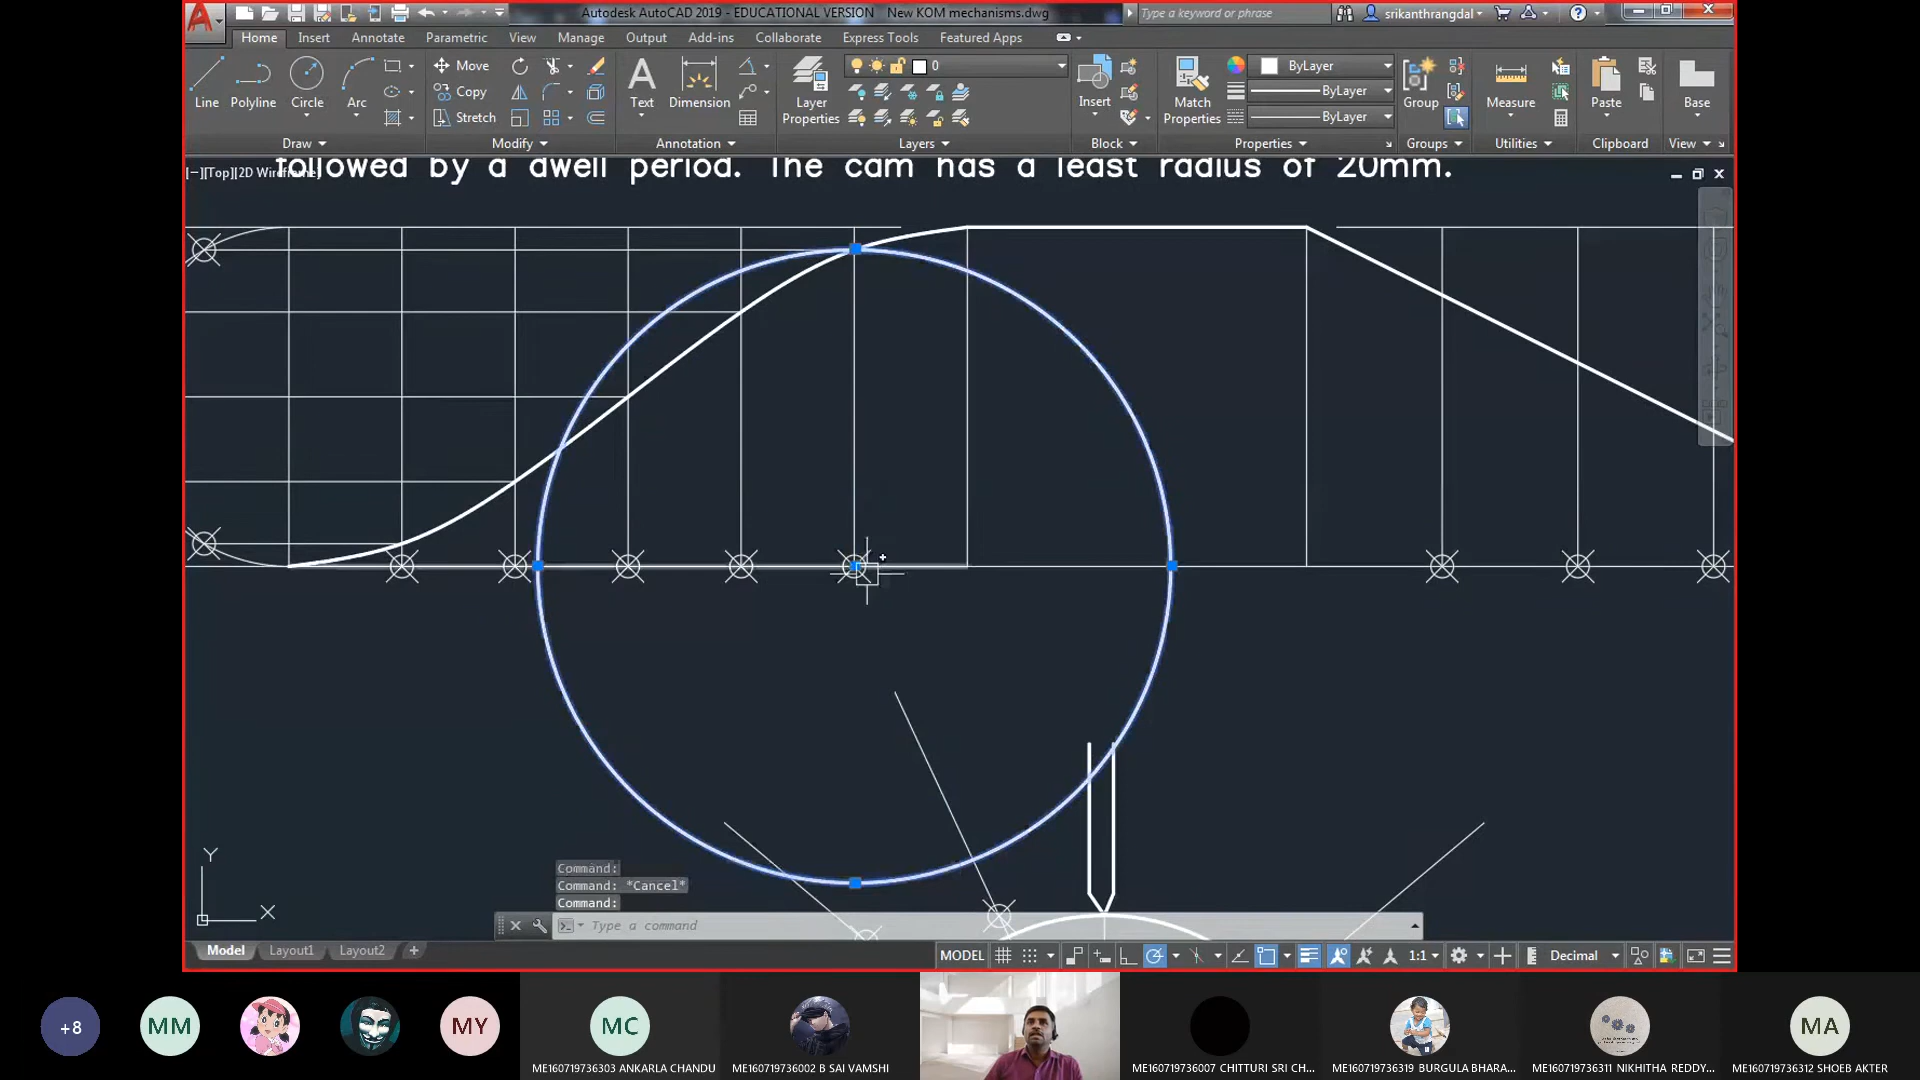 Autodesk AutoCAD 2019 - EDUCATIONAL VERSION New KOM mechanisms.dwg
Type a keyword or phrase
srikanthrangdal
Home Insert Annotate Parametric View Manage Output Add-ins Collaborate Express Tools Featured Apps
Line Polyline Circle Arc
Move
Copy
Stretch
Text Dimension
Layer Properties
0
Insert
Match Properties
ByLayer
ByLayer
ByLayer
Group
Measure
Paste
Base
Draw Modify Annotation Layers Block Properties Groups Utilities Clipboard View
followed by a dwell period. The cam has a least radius of 20mm.
[−][Top][2D Wireframe]
Y
X
Command:
Command: *Cancel*
Command:
Type a command
Model Layout1 Layout2 +
MODEL 1:1 Decimal
+8
MM
MY
MC
MA
ME160719736303 ANKARLA CHANDU
ME160719736002 B SAI VAMSHI
ME160719736007 CHITTURI SRI CH...
ME160719736319 BURGULA BHARA...
ME160719736311 NIKHITHA REDDY...
ME160719736312 SHOEB AKTER